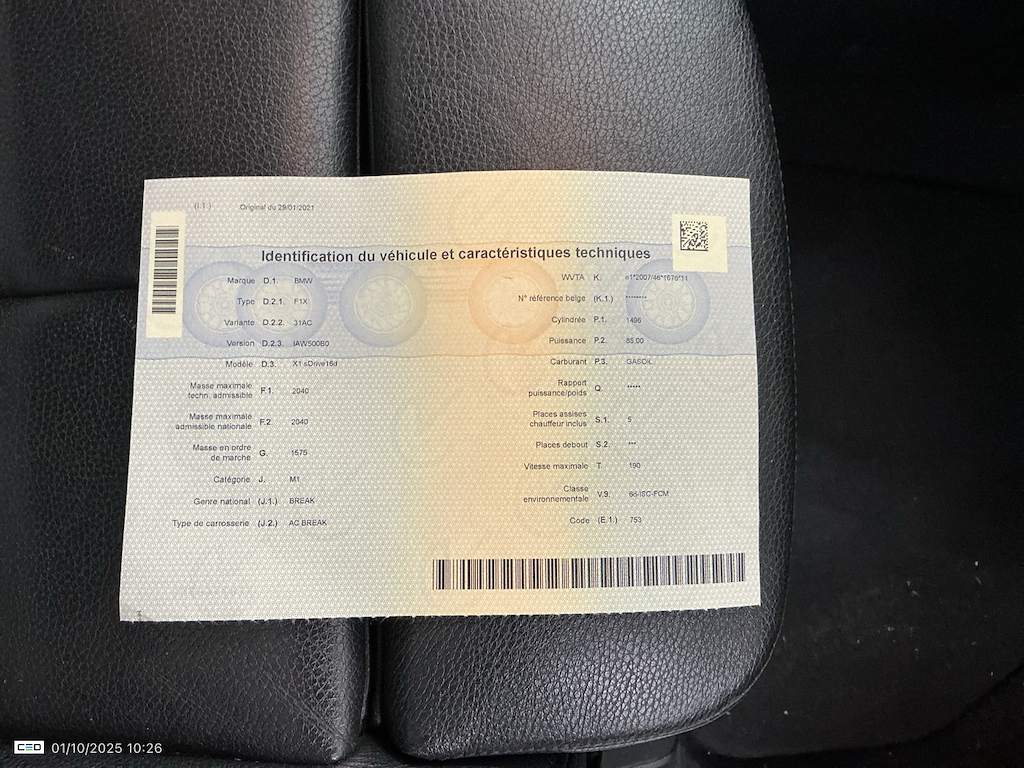 (I.1.) Original du 29/01/2021
Identification du véhicule et caractéristiques techniques
Marque D.1. BMW
Type D.2.1. F1X
Variante D.2.2. 31AC
Version D.2.3. IAW500B0
Modèle D.3. X1 sDrive16d
Masse maximale
techn. admissible F.1. 2040
Masse maximale
admissible nationale F.2. 2040
Masse en ordre
de marche G. 1575
Catégorie J. M1
Genre national (J.1.) BREAK
Type de carrosserie (J.2.) AC BREAK
WVTA K. e1*2007/46*1676*11
N° référence belge (K.1.) ********
Cylindrée P.1. 1496
Puissance P.2. 85,00
Carburant P.3. GASOIL
Rapport
puissance/poids Q. *****
Places assises
chauffeur inclus S.1. 5
Places debout S.2. ***
Vitesse maximale T. 190
Classe
environnementale V.9. 6d-ISC-FCM
Code (E.1.) 753
CEO 01/10/2025 10:26